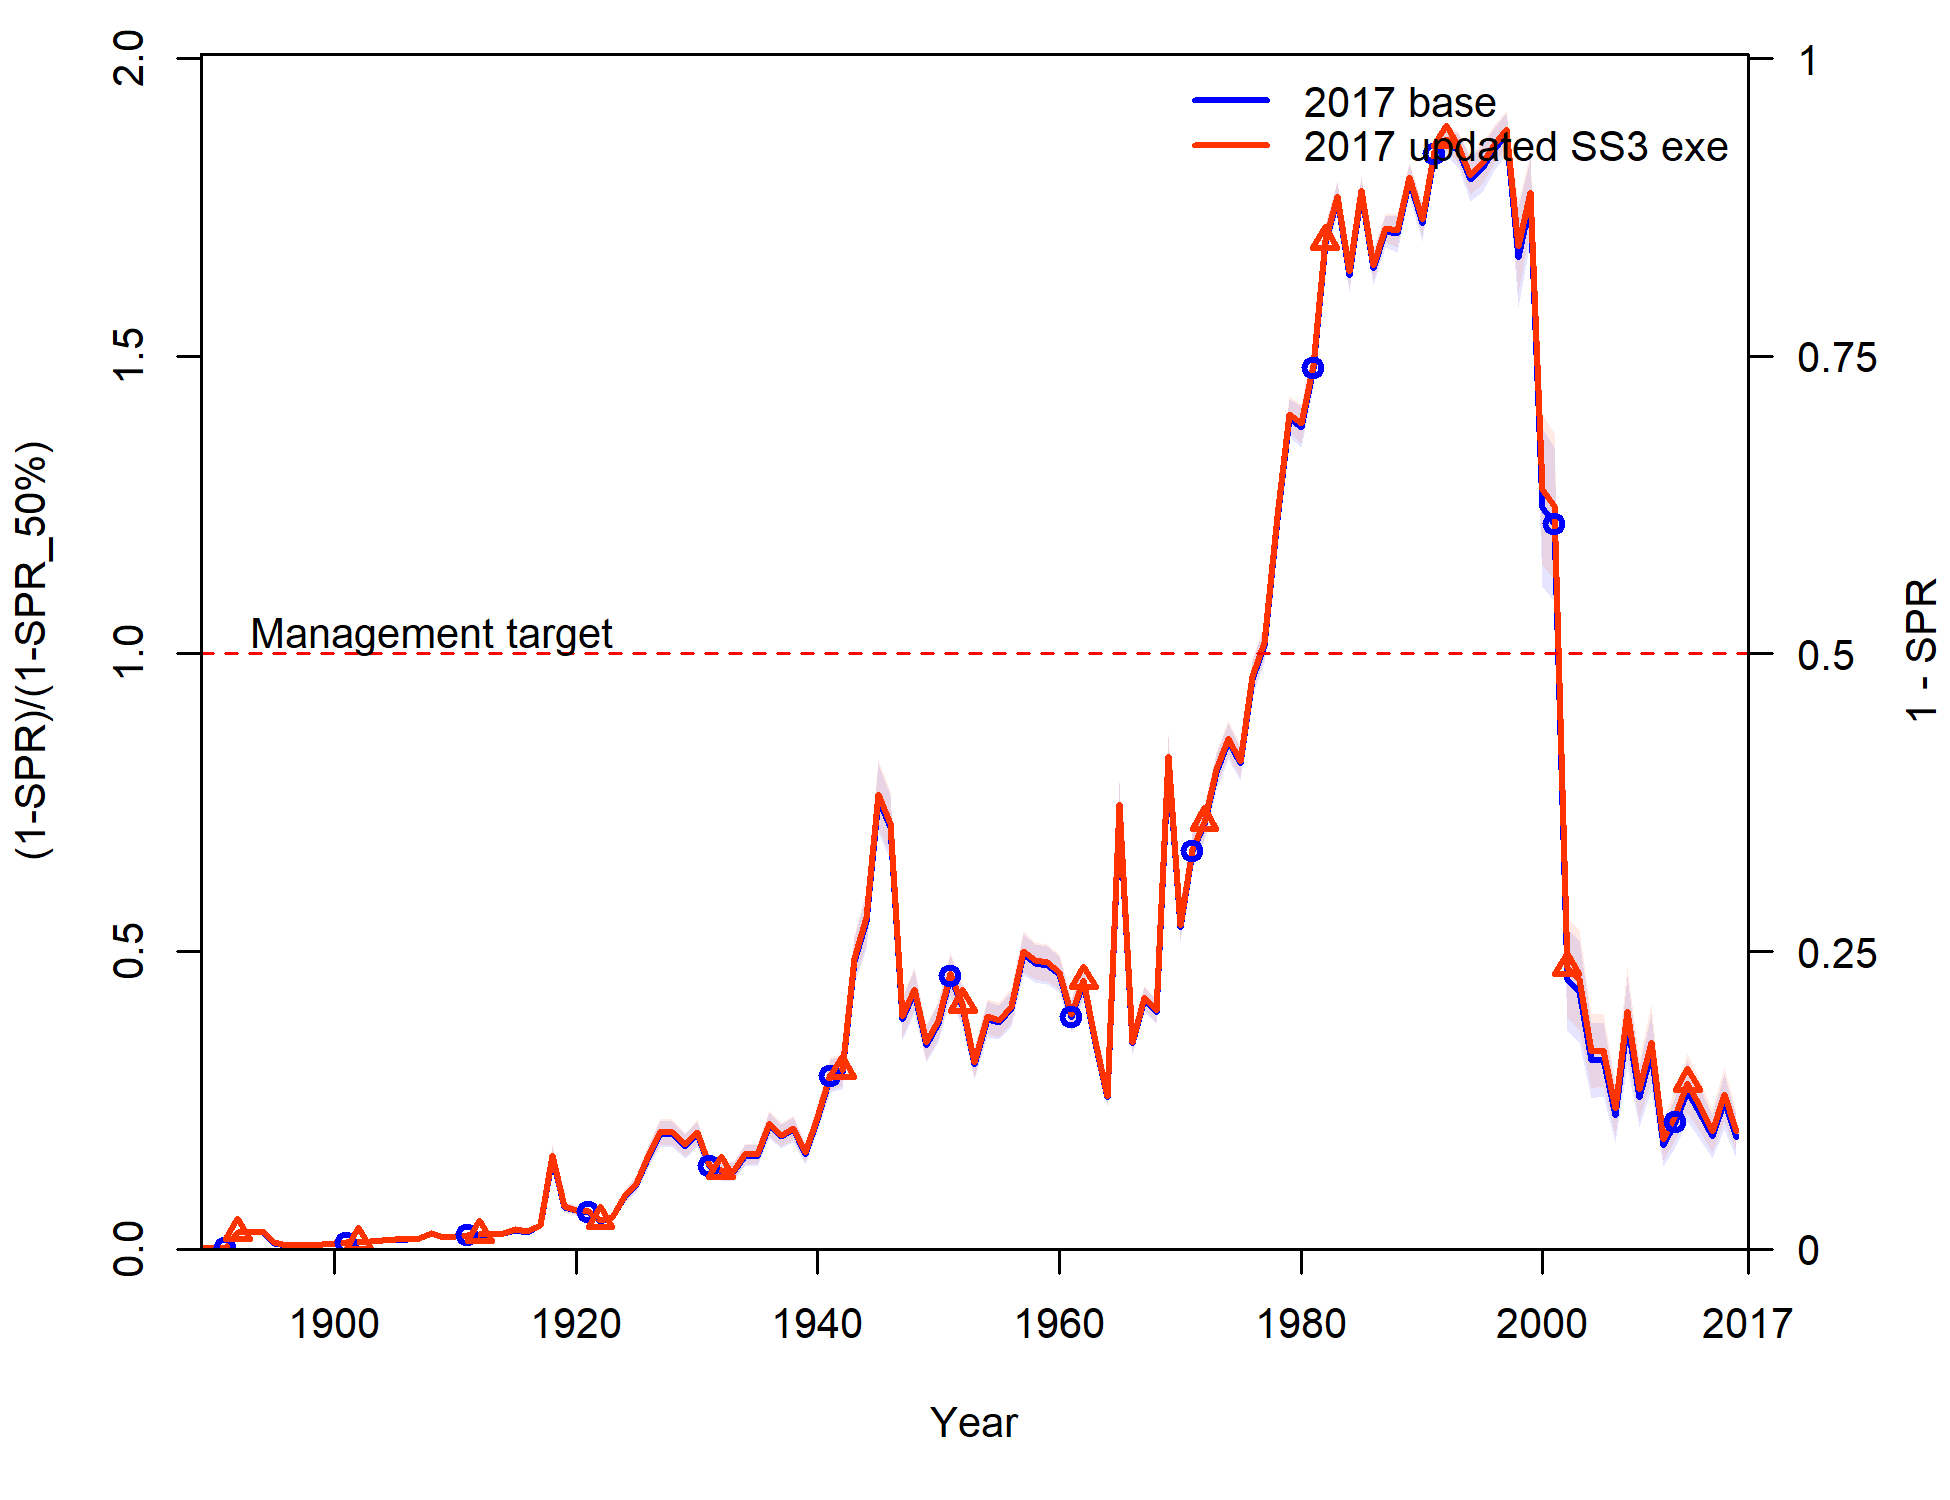 2017 base
2017 updated SS3 exe
Management target
(1-SPR)/(1-SPR_50%)
0.0
0.5
1.0
1.5
2.0
1 - SPR
0
0.25
0.5
0.75
1
1900
1920
1940
1960
1980
2000
2017
Year